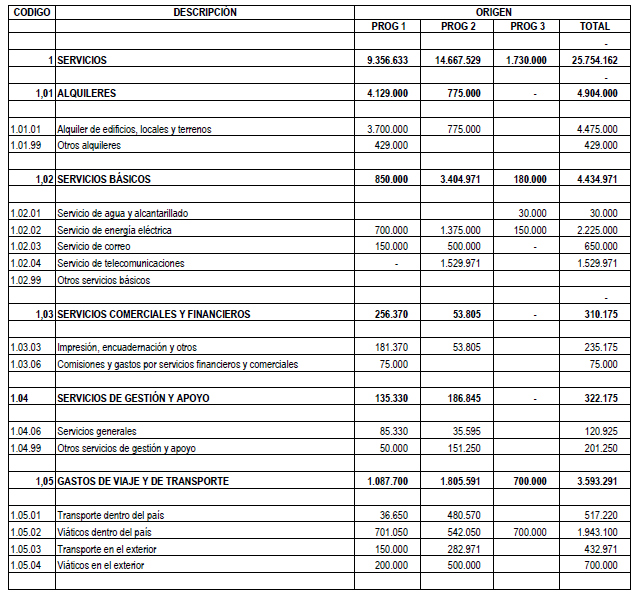 CODIGO DESCRIPCIÓN ORIGEN
PROG 1 PROG 2 PROG 3 TOTAL
-
1 SERVICIOS 9.356.633 14.667.529 1.730.000 25.754.162
-
1,01 ALQUILERES 4.129.000 775.000 - 4.904.000
1.01.01 Alquiler de edificios, locales y terrenos 3.700.000 775.000 4.475.000
1.01.99 Otros alquileres 429.000 429.000
1,02 SERVICIOS BÁSICOS 850.000 3.404.971 180.000 4.434.971
1.02.01 Servicio de agua y alcantarillado 30.000 30.000
1.02.02 Servicio de energía eléctrica 700.000 1.375.000 150.000 2.225.000
1.02.03 Servicio de correo 150.000 500.000 - 650.000
1.02.04 Servicio de telecomunicaciones - 1.529.971 1.529.971
1.02.99 Otros servicios básicos
-
1,03 SERVICIOS COMERCIALES Y FINANCIEROS 256.370 53.805 - 310.175
1.03.03 Impresión, encuadernación y otros 181.370 53.805 235.175
1.03.06 Comisiones y gastos por servicios financieros y comerciales 75.000 75.000
1.04 SERVICIOS DE GESTIÓN Y APOYO 135.330 186.845 - 322.175
1.04.06 Servicios generales 85.330 35.595 120.925
1.04.99 Otros servicios de gestión y apoyo 50.000 151.250 201.250
1,05 GASTOS DE VIAJE Y DE TRANSPORTE 1.087.700 1.805.591 700.000 3.593.291
1.05.01 Transporte dentro del país 36.650 480.570 517.220
1.05.02 Viáticos dentro del país 701.050 542.050 700.000 1.943.100
1.05.03 Transporte en el exterior 150.000 282.971 432.971
1.05.04 Viáticos en el exterior 200.000 500.000 700.000